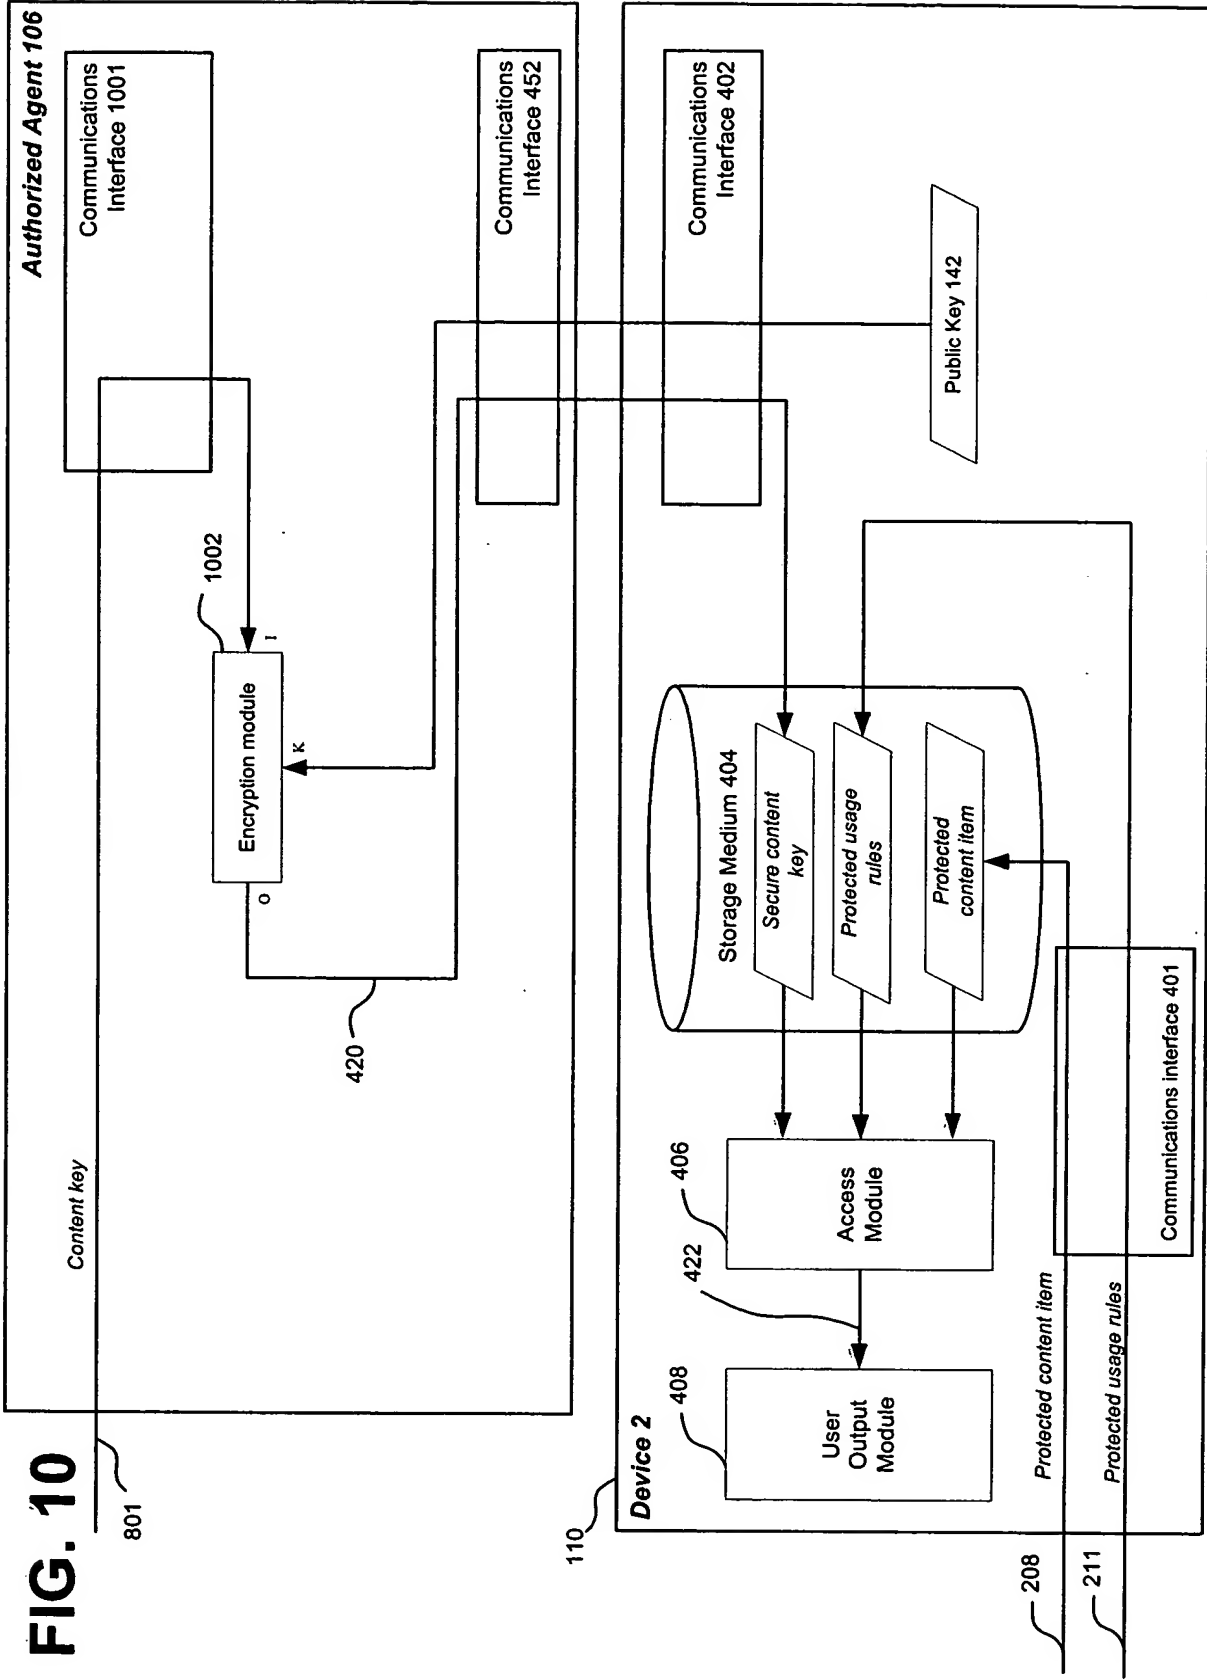 FIG. 10
Authorized Agent 106
Communications
Interface 1001
Content key
801
1002
Encryption module
I
K
O
420
Communications
Interface 452
110
Device 2
Communications
Interface 402
Storage Medium 404
Secure content
key
Protected usage
rules
Protected
content item
406
Access
Module
422
408
User
Output
Module
Public Key 142
Protected content item
Protected usage rules
Communications interface 401
208
211